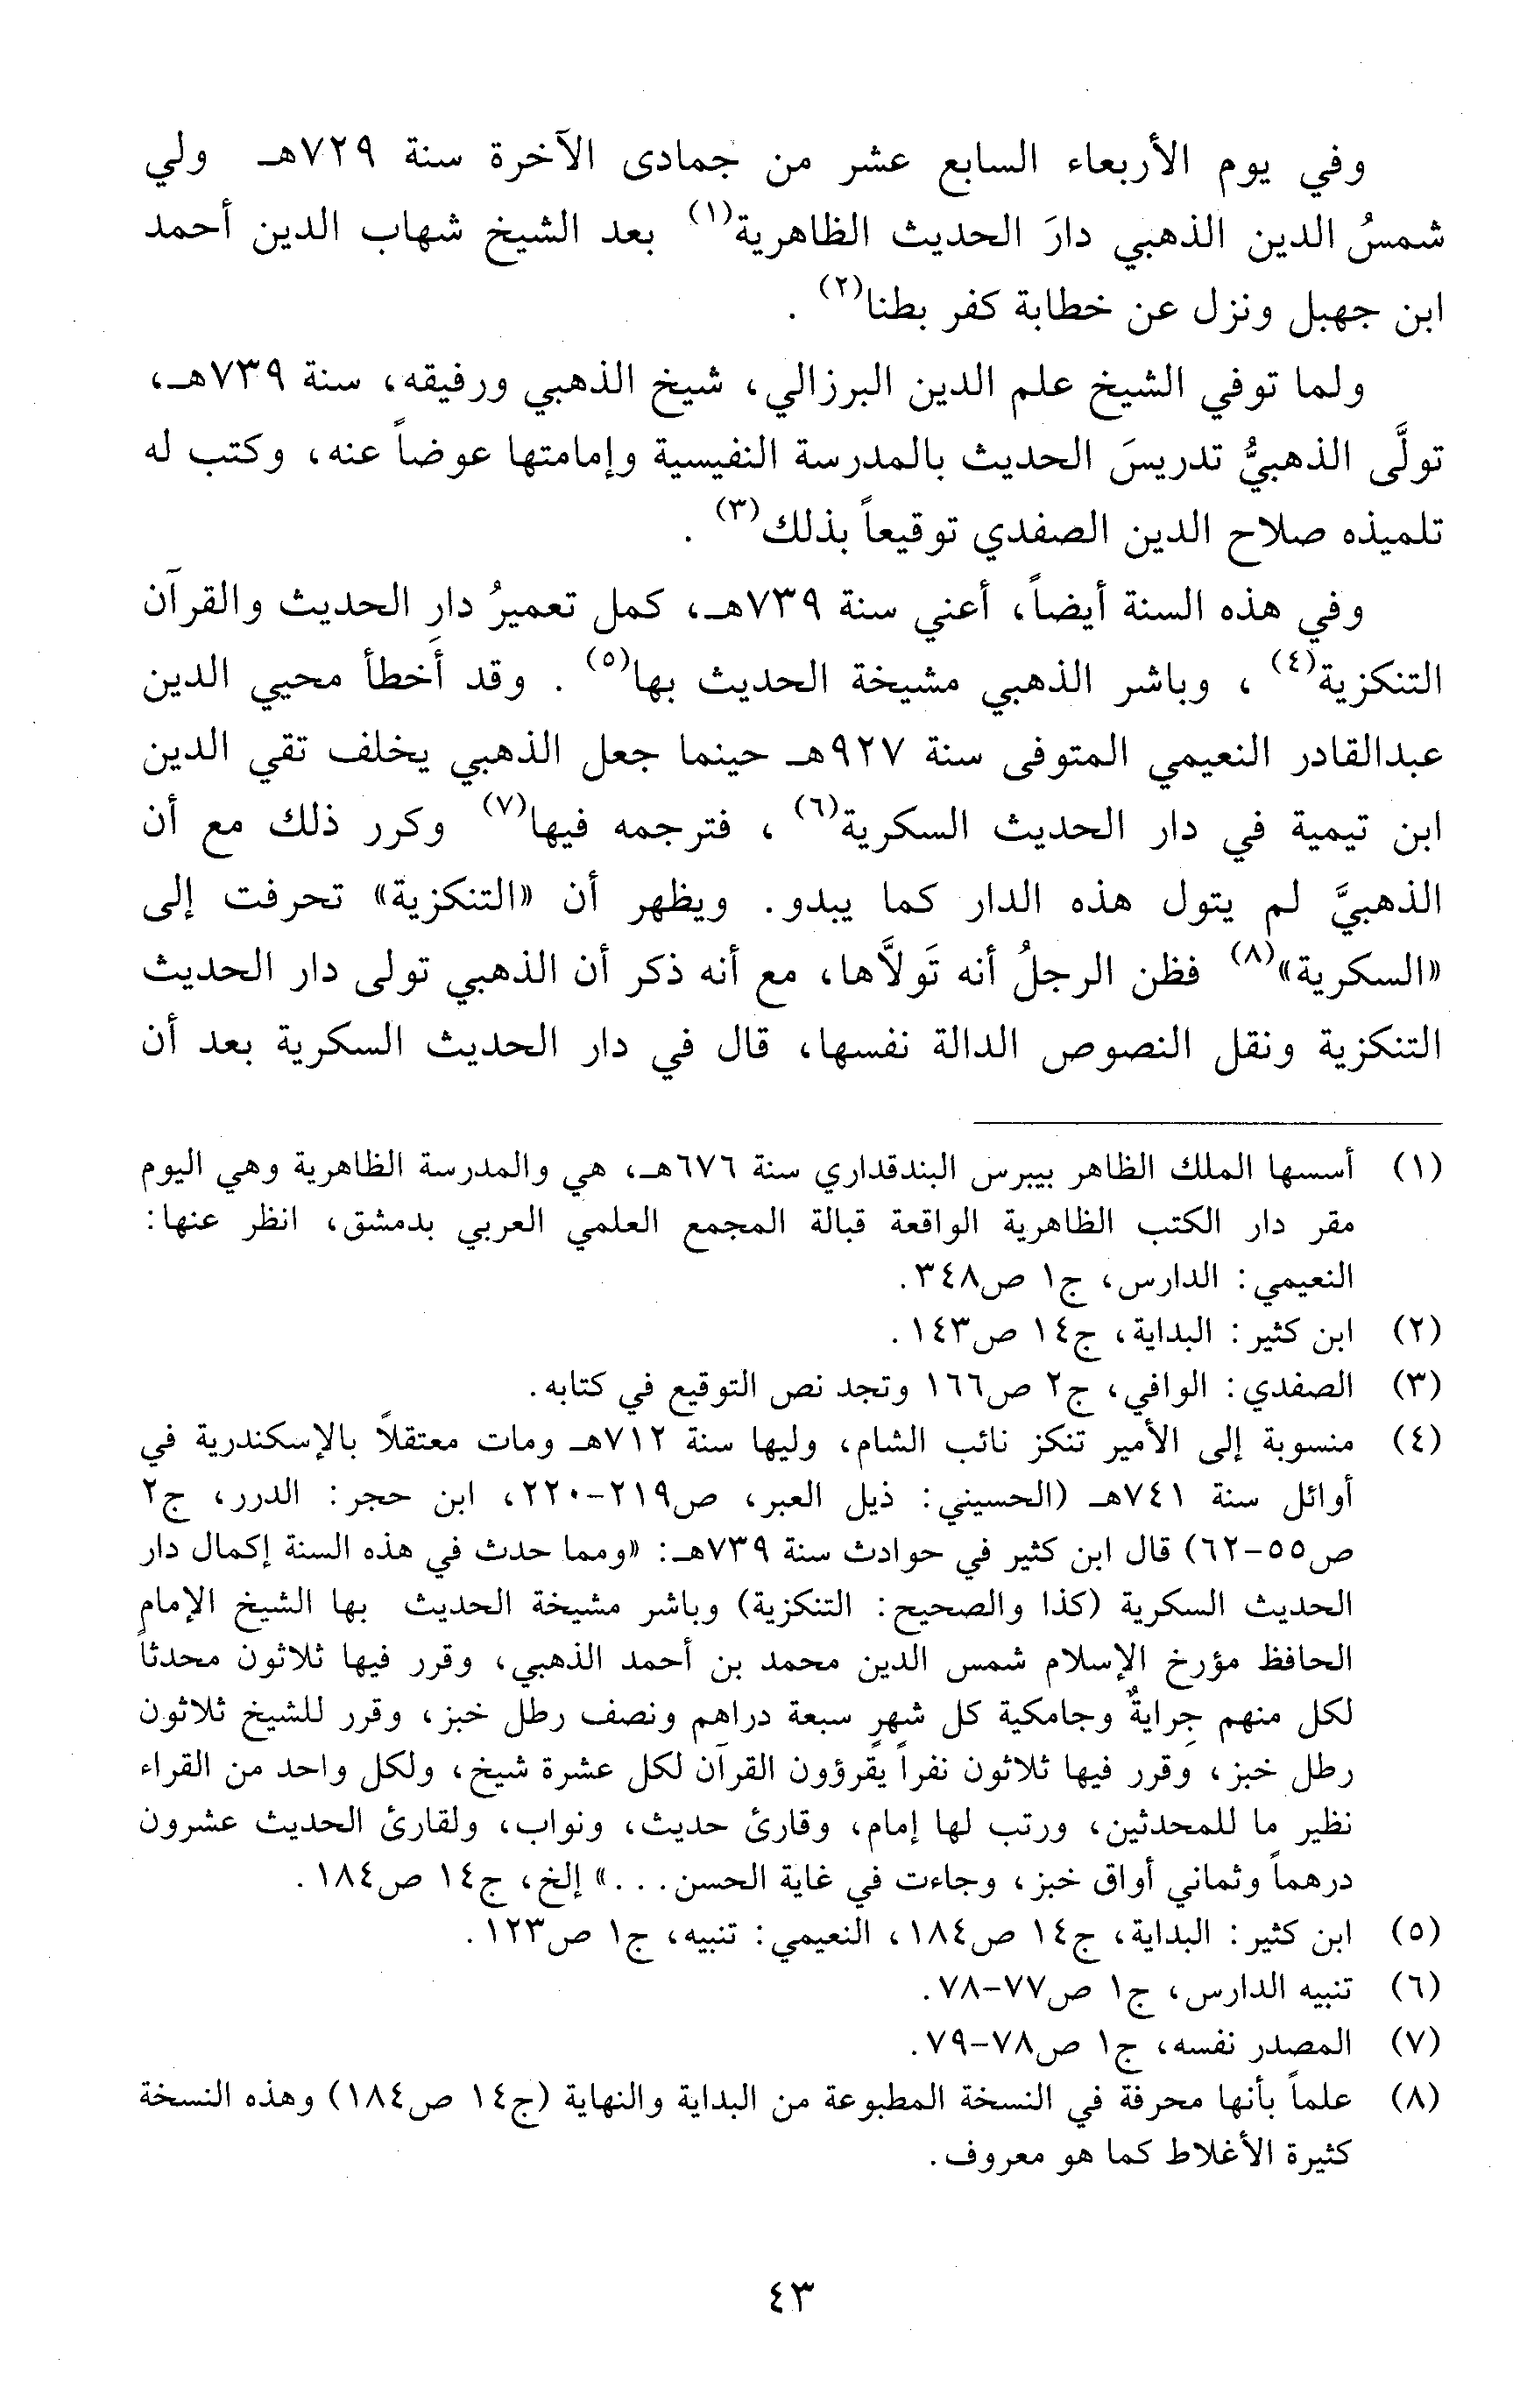 وفي يوم الأربعاء السابع عشر من جمادى الآخرة سنة ٧٢٩هـ ولي
شمسُ الدين الذهبي دارَ الحديث الظاهرية(١) بعد الشيخ شهاب الدين أحمد
ابن جهبل ونزل عن خطابة كفر بطنا(٢) .
ولما توفي الشيخ علم الدين البرزالي، شيخ الذهبي ورفيقه، سنة ٧٣٩هـ،
تولَّى الذهبيُّ تدريسَ الحديث بالمدرسة النفيسية وإمامتها عوضاً عنه، وكتب له
تلميذه صلاح الدين الصفدي توقيعاً بذلك(٣) .
وفي هذه السنة أيضاً، أعني سنة ٧٣٩هـ، كمل تعميرُ دارِ الحديث والقرآن
التنكزية(٤) ، وباشر الذهبي مشيخة الحديث بها(٥) . وقد أخطأ محيي الدين
عبدالقادر النعيمي المتوفى سنة ٩٢٧هـ حينما جعل الذهبي يخلف تقي الدين
ابن تيمية في دار الحديث السكرية(٦) ، فترجمه فيها(٧) وكرر ذلك مع أن
الذهبيَّ لم يتول هذه الدار كما يبدو. ويظهر أن «التنكزية» تحرفت إلى
«السكرية»(٨) فظن الرجلُ أنه تَولاَّها، مع أنه ذكر أن الذهبي تولى دار الحديث
التنكزية ونقل النصوص الدالة نفسها، قال في دار الحديث السكرية بعد أن
(١) أسسها الملك الظاهر بيبرس البندقداري سنة ٦٧٦هـ، هي والمدرسة الظاهرية وهي اليوم
مقر دار الكتب الظاهرية الواقعة قبالة المجمع العلمي العربي بدمشق، انظر عنها:
النعيمي: الدارس، ج١ ص٣٤٨.
(٢) ابن كثير: البداية، ج١٤ ص١٤٣.
(٣) الصفدي: الوافي، ج٢ ص١٦٦ وتجد نص التوقيع في كتابه.
(٤) منسوبة إلى الأمير تنكز نائب الشام، وليها سنة ٧١٢هـ ومات معتقلاً بالإسكندرية في
أوائل سنة ٧٤١هـ (الحسيني: ذيل العبر، ص٢١٩-٢٢٠، ابن حجر: الدرر، ج٢
ص٥٥-٦٢) قال ابن كثير في حوادث سنة ٧٣٩هـ: «ومما حدث في هذه السنة إكمال دار
الحديث السكرية (كذا والصحيح: التنكزية) وباشر مشيخة الحديث بها الشيخ الإمام
الحافظ مؤرخ الإسلام شمس الدين محمد بن أحمد الذهبي، وقرر فيها ثلاثون محدثاً
لكل منهم جِرايةٌ وجامكية كل شهرٍ سبعة دراهم ونصف رطل خبز، وقرر للشيخ ثلاثون
رطل خبز، وقرر فيها ثلاثون نفراً يقرؤون القرآن لكل عشرة شيخ، ولكل واحد من القراء
نظير ما للمحدثين، ورتب لها إمام، وقارئ حديث، ونواب، ولقارئ الحديث عشرون
درهماً وثماني أواق خبز، وجاءت في غاية الحسن...» إلخ، ج١٤ ص١٨٤.
(٥) ابن كثير: البداية، ج١٤ ص١٨٤، النعيمي: تنبيه، ج١ ص١٢٣.
(٦) تنبيه الدارس، ج١ ص٧٧-٧٨.
(٧) المصدر نفسه، ج١ ص٧٨-٧٩.
(٨) علماً بأنها محرفة في النسخة المطبوعة من البداية والنهاية (ج١٤ ص١٨٤) وهذه النسخة
كثيرة الأغلاط كما هو معروف.
٤٣